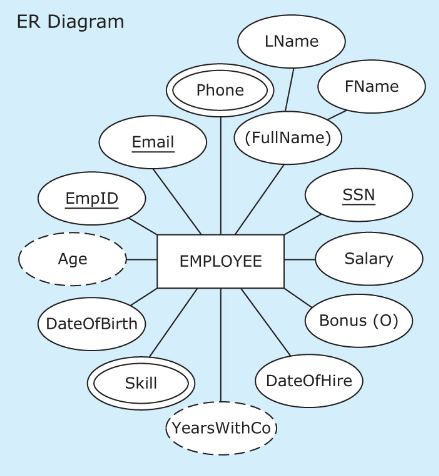 ER Diagram
LName
Phone
FName
Email
(FullName)
EmpID
SSN
Age
EMPLOYEE
Salary
DateOfBirth
Bonus (O)
Skill
DateOfHire
YearsWithCo